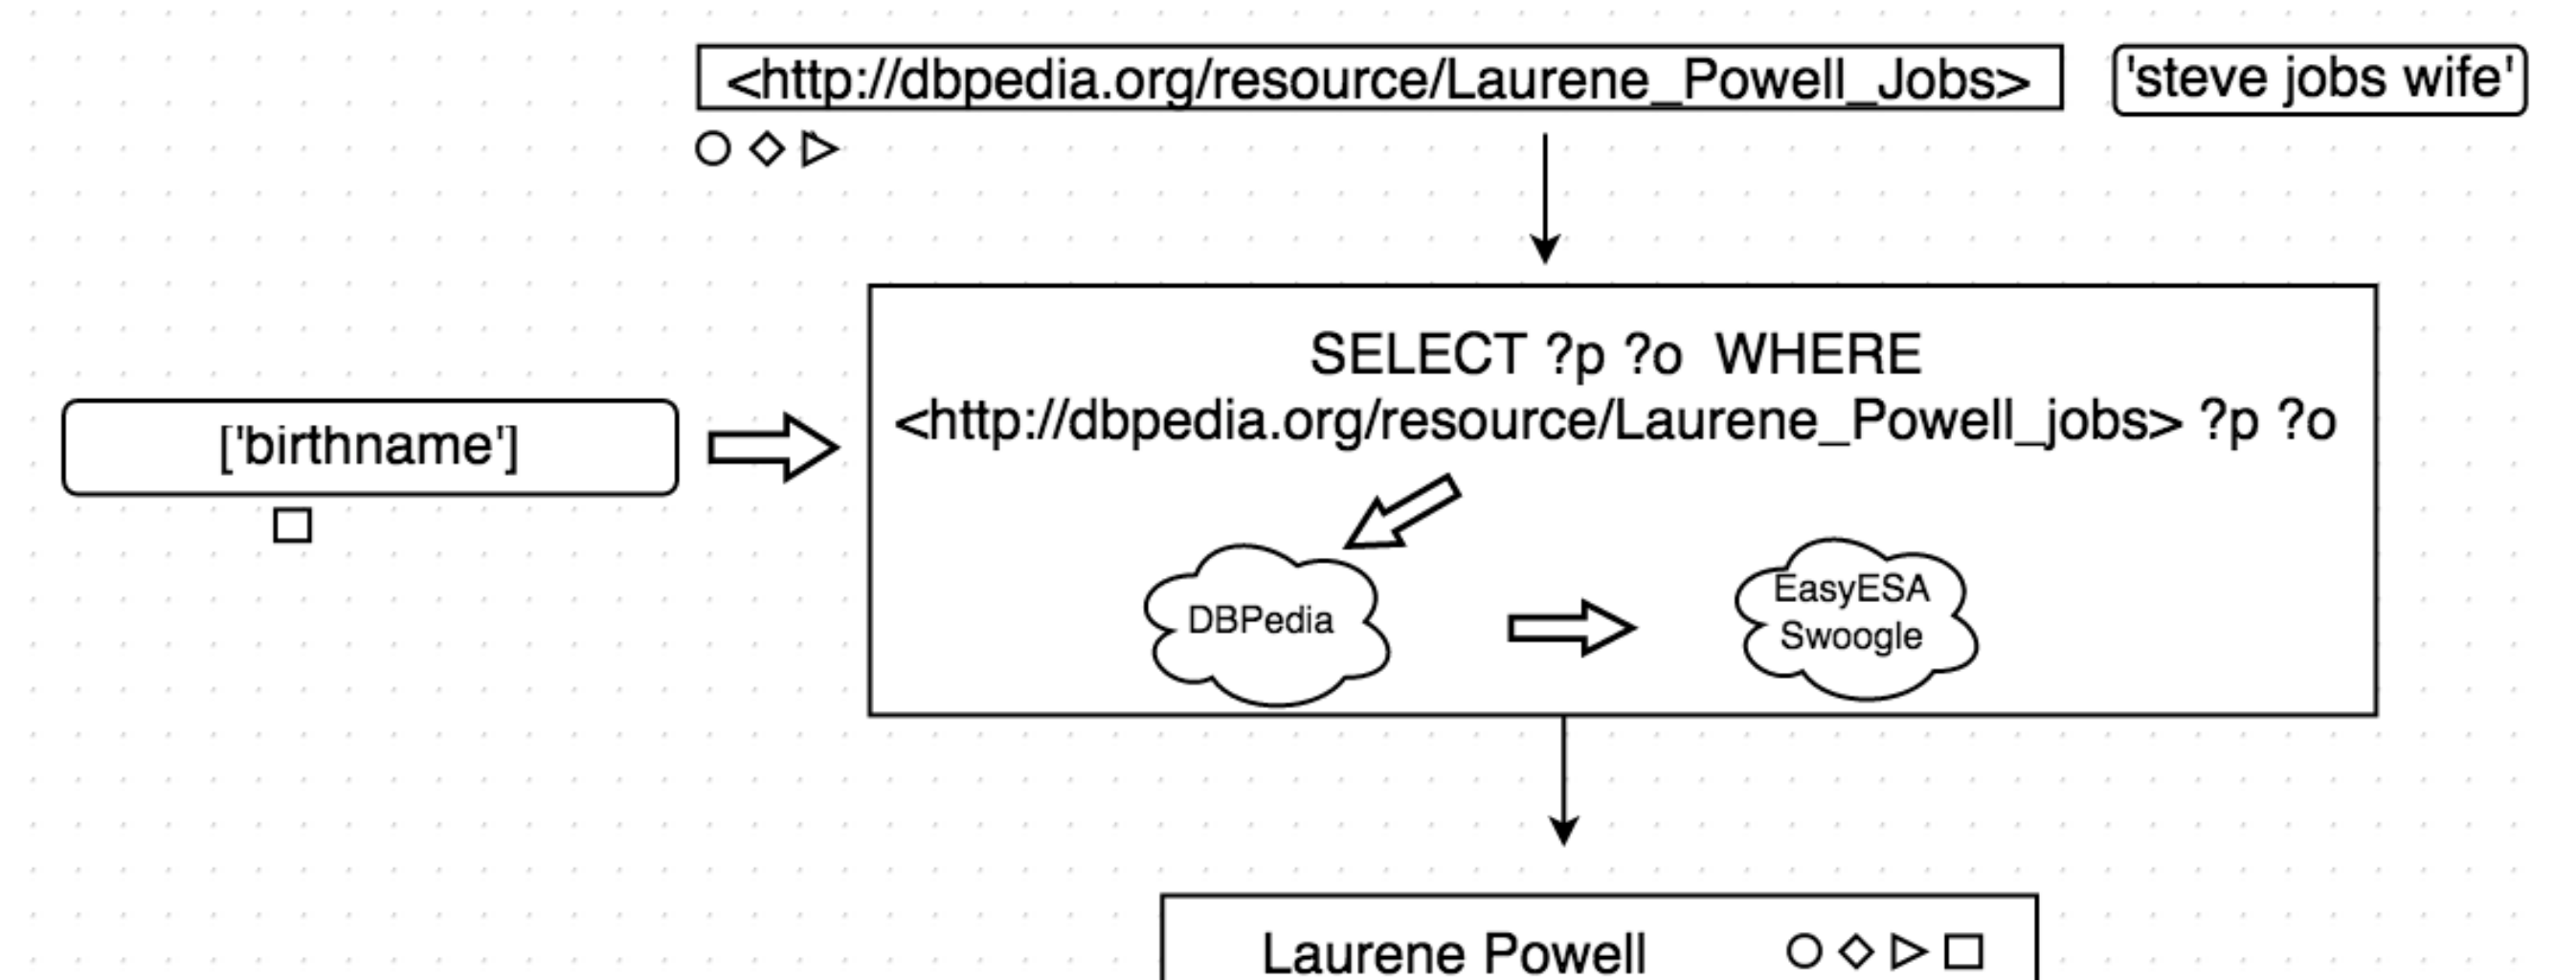 <http://dbpedia.org/resource/Laurene_Powell_Jobs>
'steve jobs wife'
SELECT ?p ?o  WHERE
<http://dbpedia.org/resource/Laurene_Powell_jobs> ?p ?o
['birthname']
DBPedia
EasyESA
Swoogle
Laurene Powell